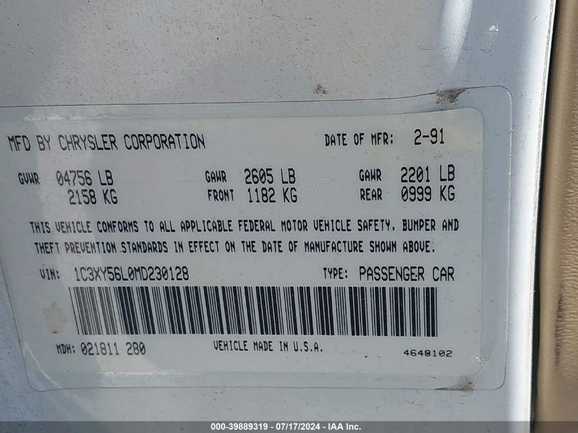 MFD BY CHRYSLER CORPORATION DATE OF MFR: 2-91
GVWR 04756 LB GAWR 2605 LB GAWR 2201 LB
2158 KG FRONT 1182 KG REAR 0999 KG
THIS VEHICLE CONFORMS TO ALL APPLICABLE FEDERAL MOTOR VEHICLE SAFETY, BUMPER AND
THEFT PREVENTION STANDARDS IN EFFECT ON THE DATE OF MANUFACTURE SHOWN ABOVE.
VIN: 1C3XY56L0MD230128 TYPE: PASSENGER CAR
MDH: 021811 280 VEHICLE MADE IN U.S.A. 4648102
000-39889319 / 07/17/2024 - IAA Inc.